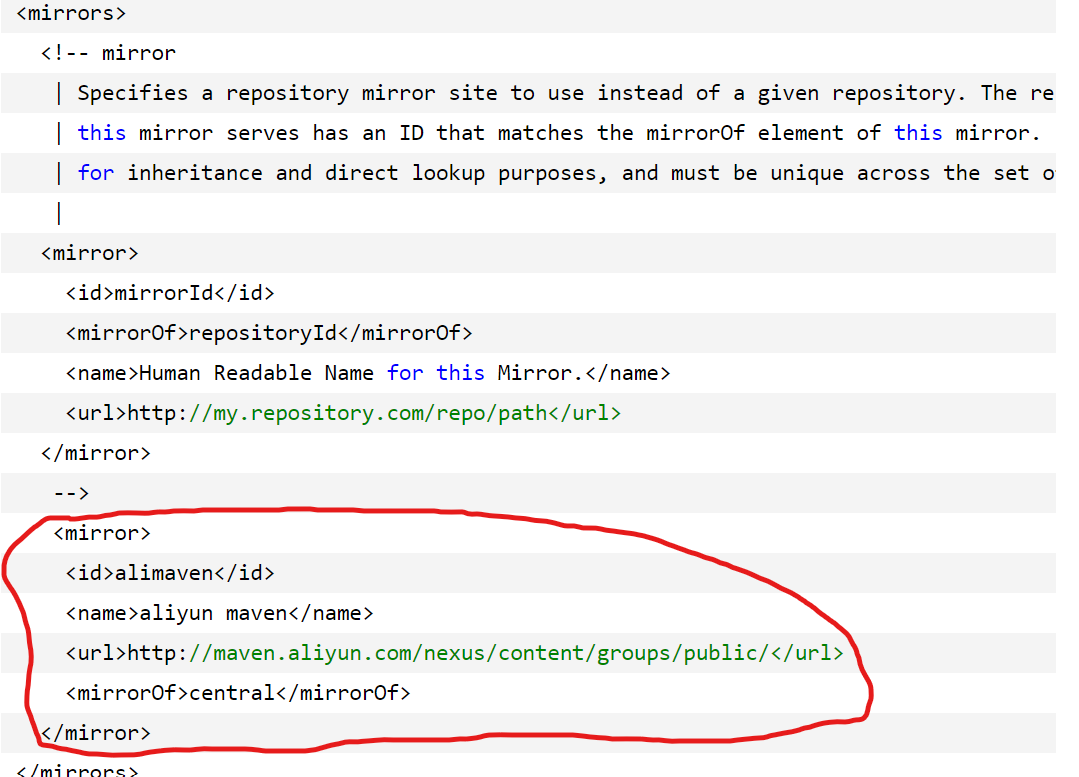 <mirrors>
<!-- mirror
| Specifies a repository mirror site to use instead of a given repository. The re
| this mirror serves has an ID that matches the mirrorOf element of this mirror.
| for inheritance and direct lookup purposes, and must be unique across the set o
|
<mirror>
<id>mirrorId</id>
<mirrorOf>repositoryId</mirrorOf>
<name>Human Readable Name for this Mirror.</name>
<url>http://my.repository.com/repo/path</url>
</mirror>
-->
<mirror>
<id>alimaven</id>
<name>aliyun maven</name>
<url>http://maven.aliyun.com/nexus/content/groups/public/</url>
<mirrorOf>central</mirrorOf>
</mirror>
</mirrors>